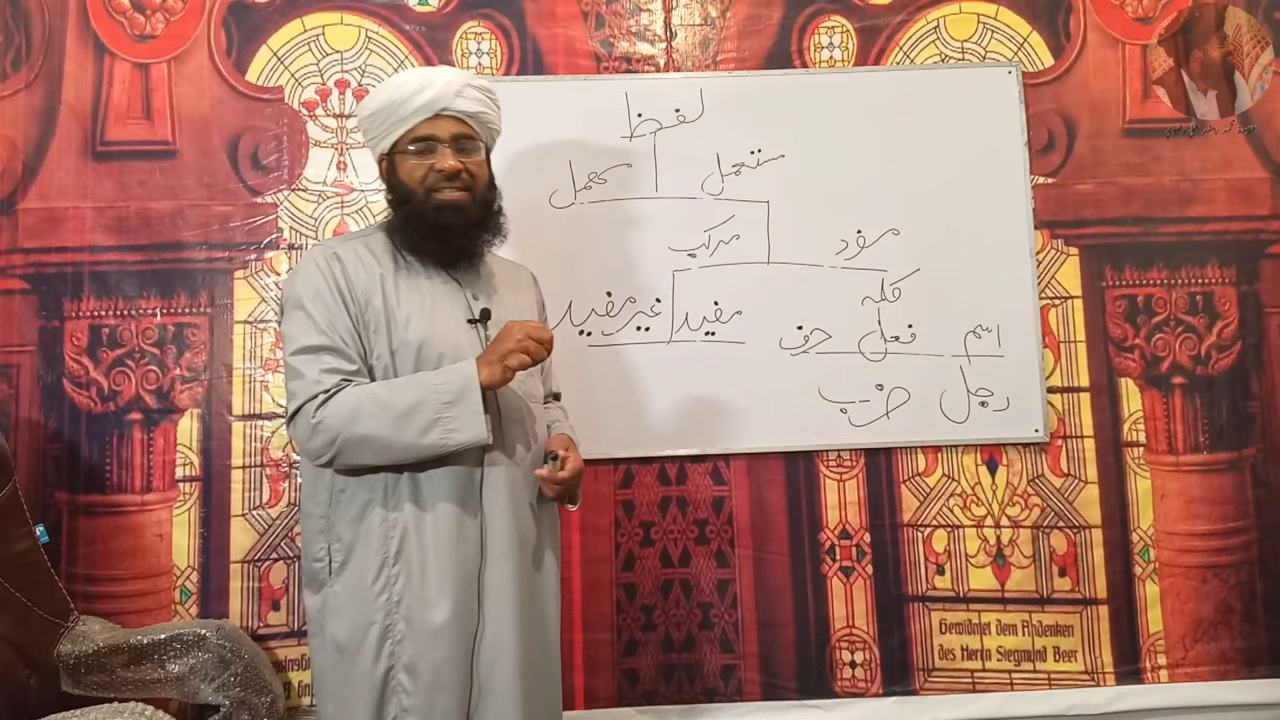 لفظ
مستعمل مہمل
مفرد مرکب
کلمہ
مفید غیر مفید
اسم فعل حرف
رجل ضرب
Gewidmet dem Andenken
des Herrn Siegmund Beer